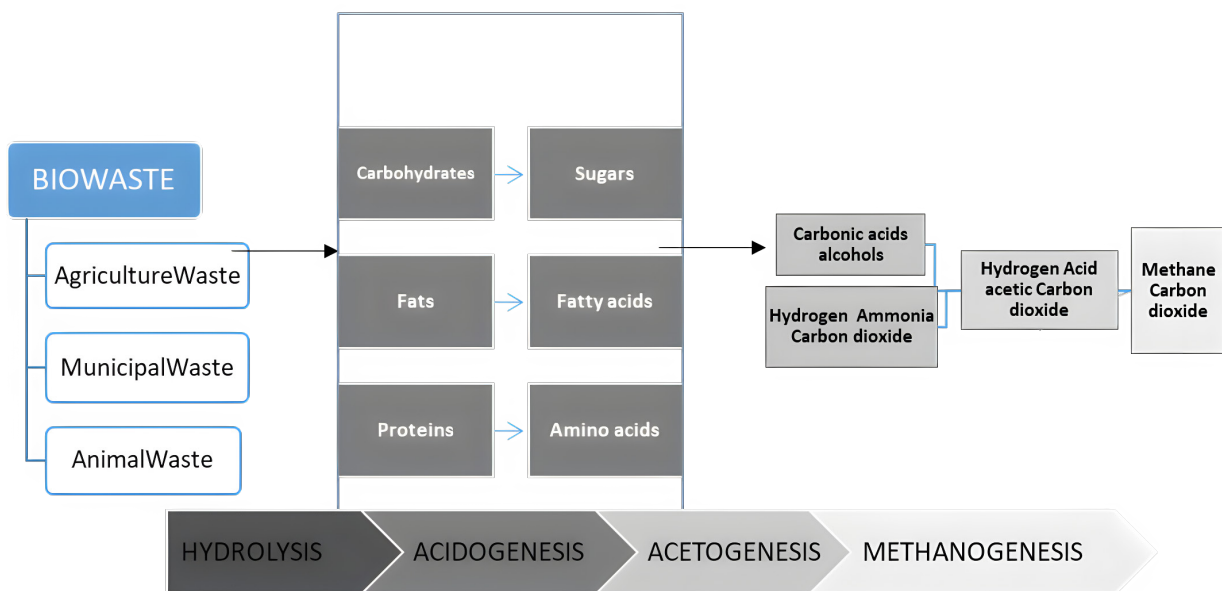 BIOWASTE
AgricultureWaste
MunicipalWaste
AnimalWaste
Carbohydrates
Sugars
Fats
Fatty acids
Proteins
Amino acids
Carbonic acids
alcohols
Hydrogen Ammonia
Carbon dioxide
Hydrogen Acid
acetic Carbon
dioxide
Methane
Carbon
dioxide
HYDROLYSIS
ACIDOGENESIS
ACETOGENESIS
METHANOGENESIS